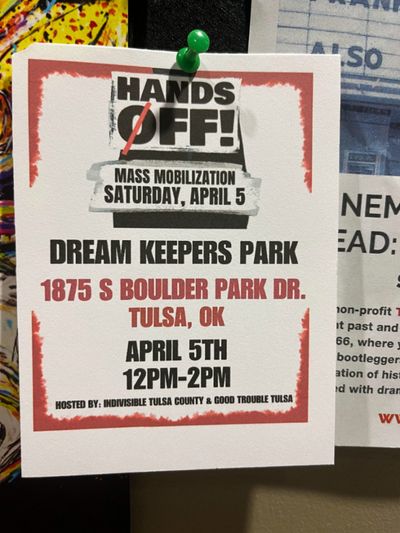 HANDS
OFF!
MASS MOBILIZATION
SATURDAY, APRIL 5
DREAM KEEPERS PARK
1875 S BOULDER PARK DR.
TULSA, OK
APRIL 5TH
12PM-2PM
HOSTED BY: INDIVISIBLE TULSA COUNTY & GOOD TROUBLE TULSA
ALSO
NEM
EAD:
non-profit
past and
66, where
bootlegger
ation of his
ed with dra